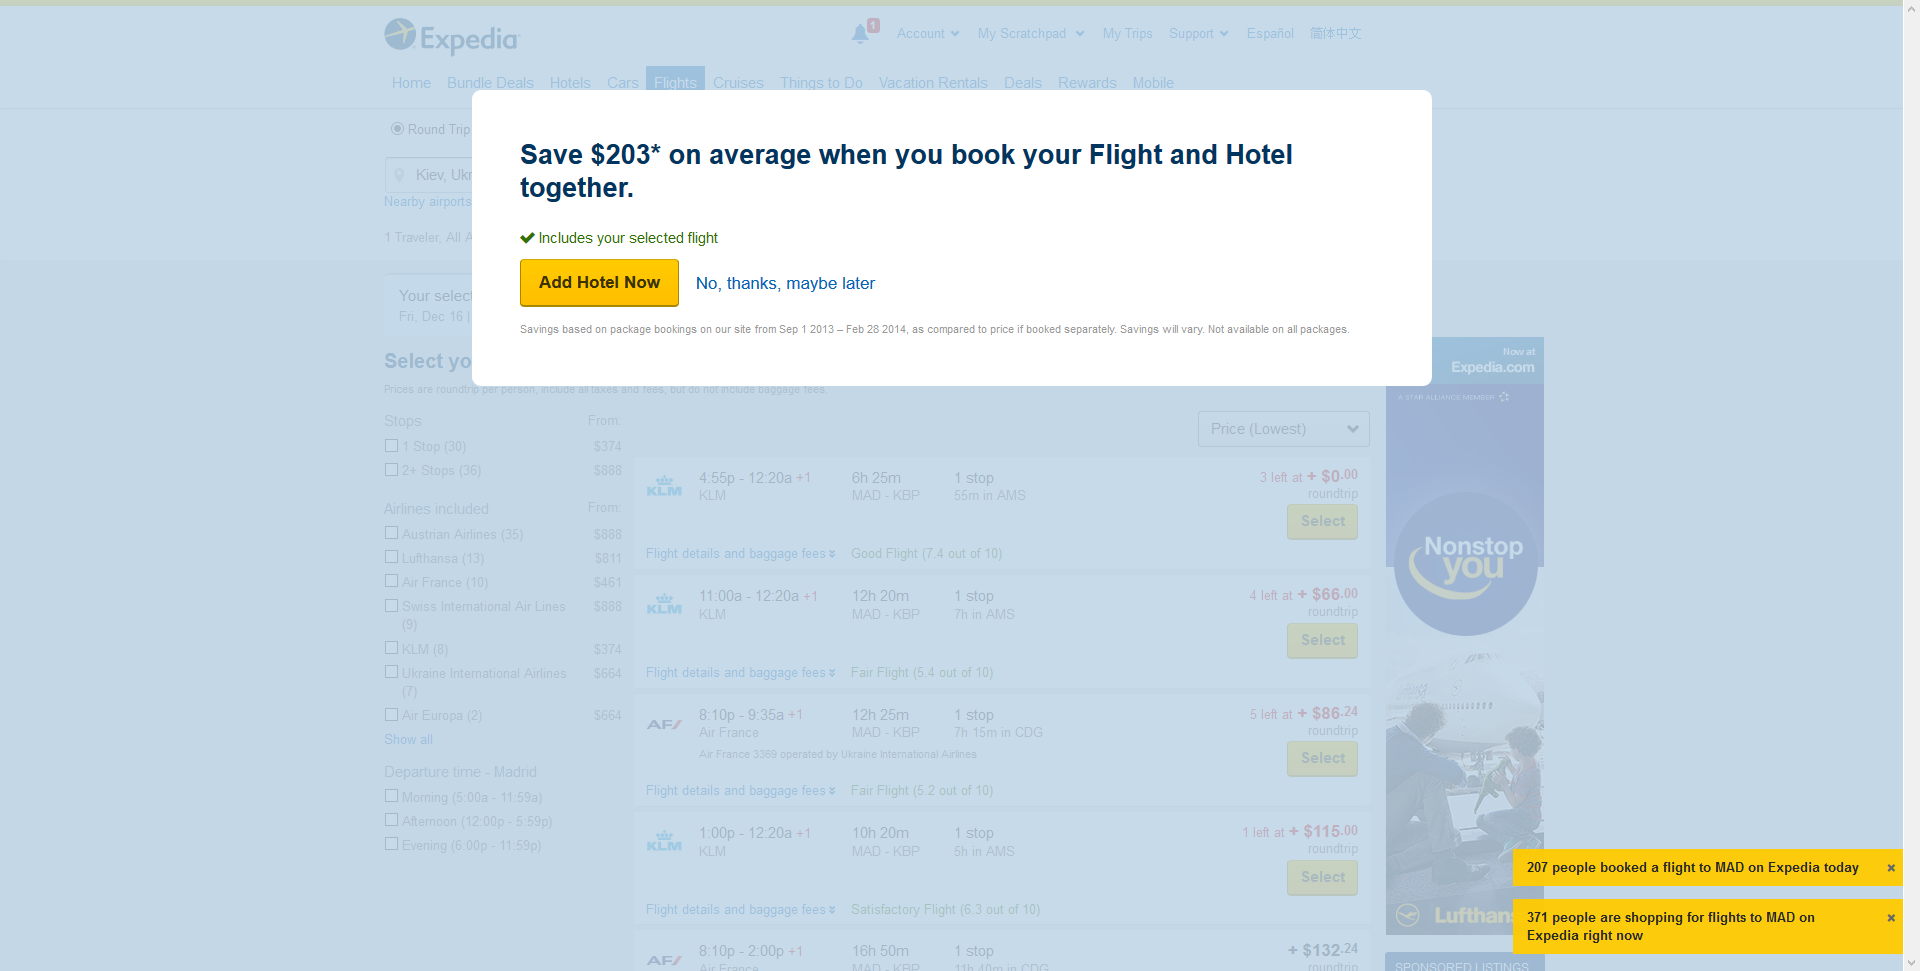 Expedia
1
Account
My Scratchpad
My Trips
Support
Español
简体中文
Home
Bundle Deals
Hotels
Cars
Flights
Cruises
Things to Do
Vacation Rentals
Deals
Rewards
Mobile
Round Trip
Kiev, Ukr
Nearby airports
1 Traveler, All A
Save $203* on average when you book your Flight and Hotel
together.
Includes your selected flight
Add Hotel Now
No, thanks, maybe later
Savings based on package bookings on our site from Sep 1 2013 – Feb 28 2014, as compared to price if booked separately. Savings will vary. Not available on all packages.
Your selec
Fri, Dec 16 |
Select yo
Prices are roundtrip per person, include all taxes and fees, but do not include baggage fees.
Stops From:
1 Stop (30) $374
2+ Stops (36) $888
Airlines included From:
Austrian Airlines (35) $888
Lufthansa (13) $811
Air France (10) $461
Swiss International Air Lines $888
(9)
KLM (8) $374
Ukraine International Airlines $664
(7)
Air Europa (2) $664
Show all
Departure time - Madrid
Morning (5:00a - 11:59a)
Afternoon (12:00p - 5:59p)
Evening (6:00p - 11:59p)
Price (Lowest)
KLM
4:55p - 12:20a +1 6h 25m 1 stop 3 left at + $0.00
KLM MAD - KBP 55m in AMS roundtrip
Select
Flight details and baggage fees Good Flight (7.4 out of 10)
KLM
11:00a - 12:20a +1 12h 20m 1 stop 4 left at + $66.00
KLM MAD - KBP 7h in AMS roundtrip
Select
Flight details and baggage fees Fair Flight (5.4 out of 10)
AF
8:10p - 9:35a +1 12h 25m 1 stop 5 left at + $86.24
Air France MAD - KBP 7h 15m in CDG roundtrip
Air France 3369 operated by Ukraine International Airlines
Select
Flight details and baggage fees Fair Flight (5.2 out of 10)
KLM
1:00p - 12:20a +1 10h 20m 1 stop 1 left at + $115.00
KLM MAD - KBP 5h in AMS roundtrip
Select
Flight details and baggage fees Satisfactory Flight (6.3 out of 10)
AF
8:10p - 2:00p +1 16h 50m 1 stop + $132.24
Air France MAD - KBP 11h 40m in CDG roundtrip
Now at
Expedia.com
A STAR ALLIANCE MEMBER
Nonstop
you
Lufthans
SPONSORED LISTINGS
207 people booked a flight to MAD on Expedia today
371 people are shopping for flights to MAD on
Expedia right now